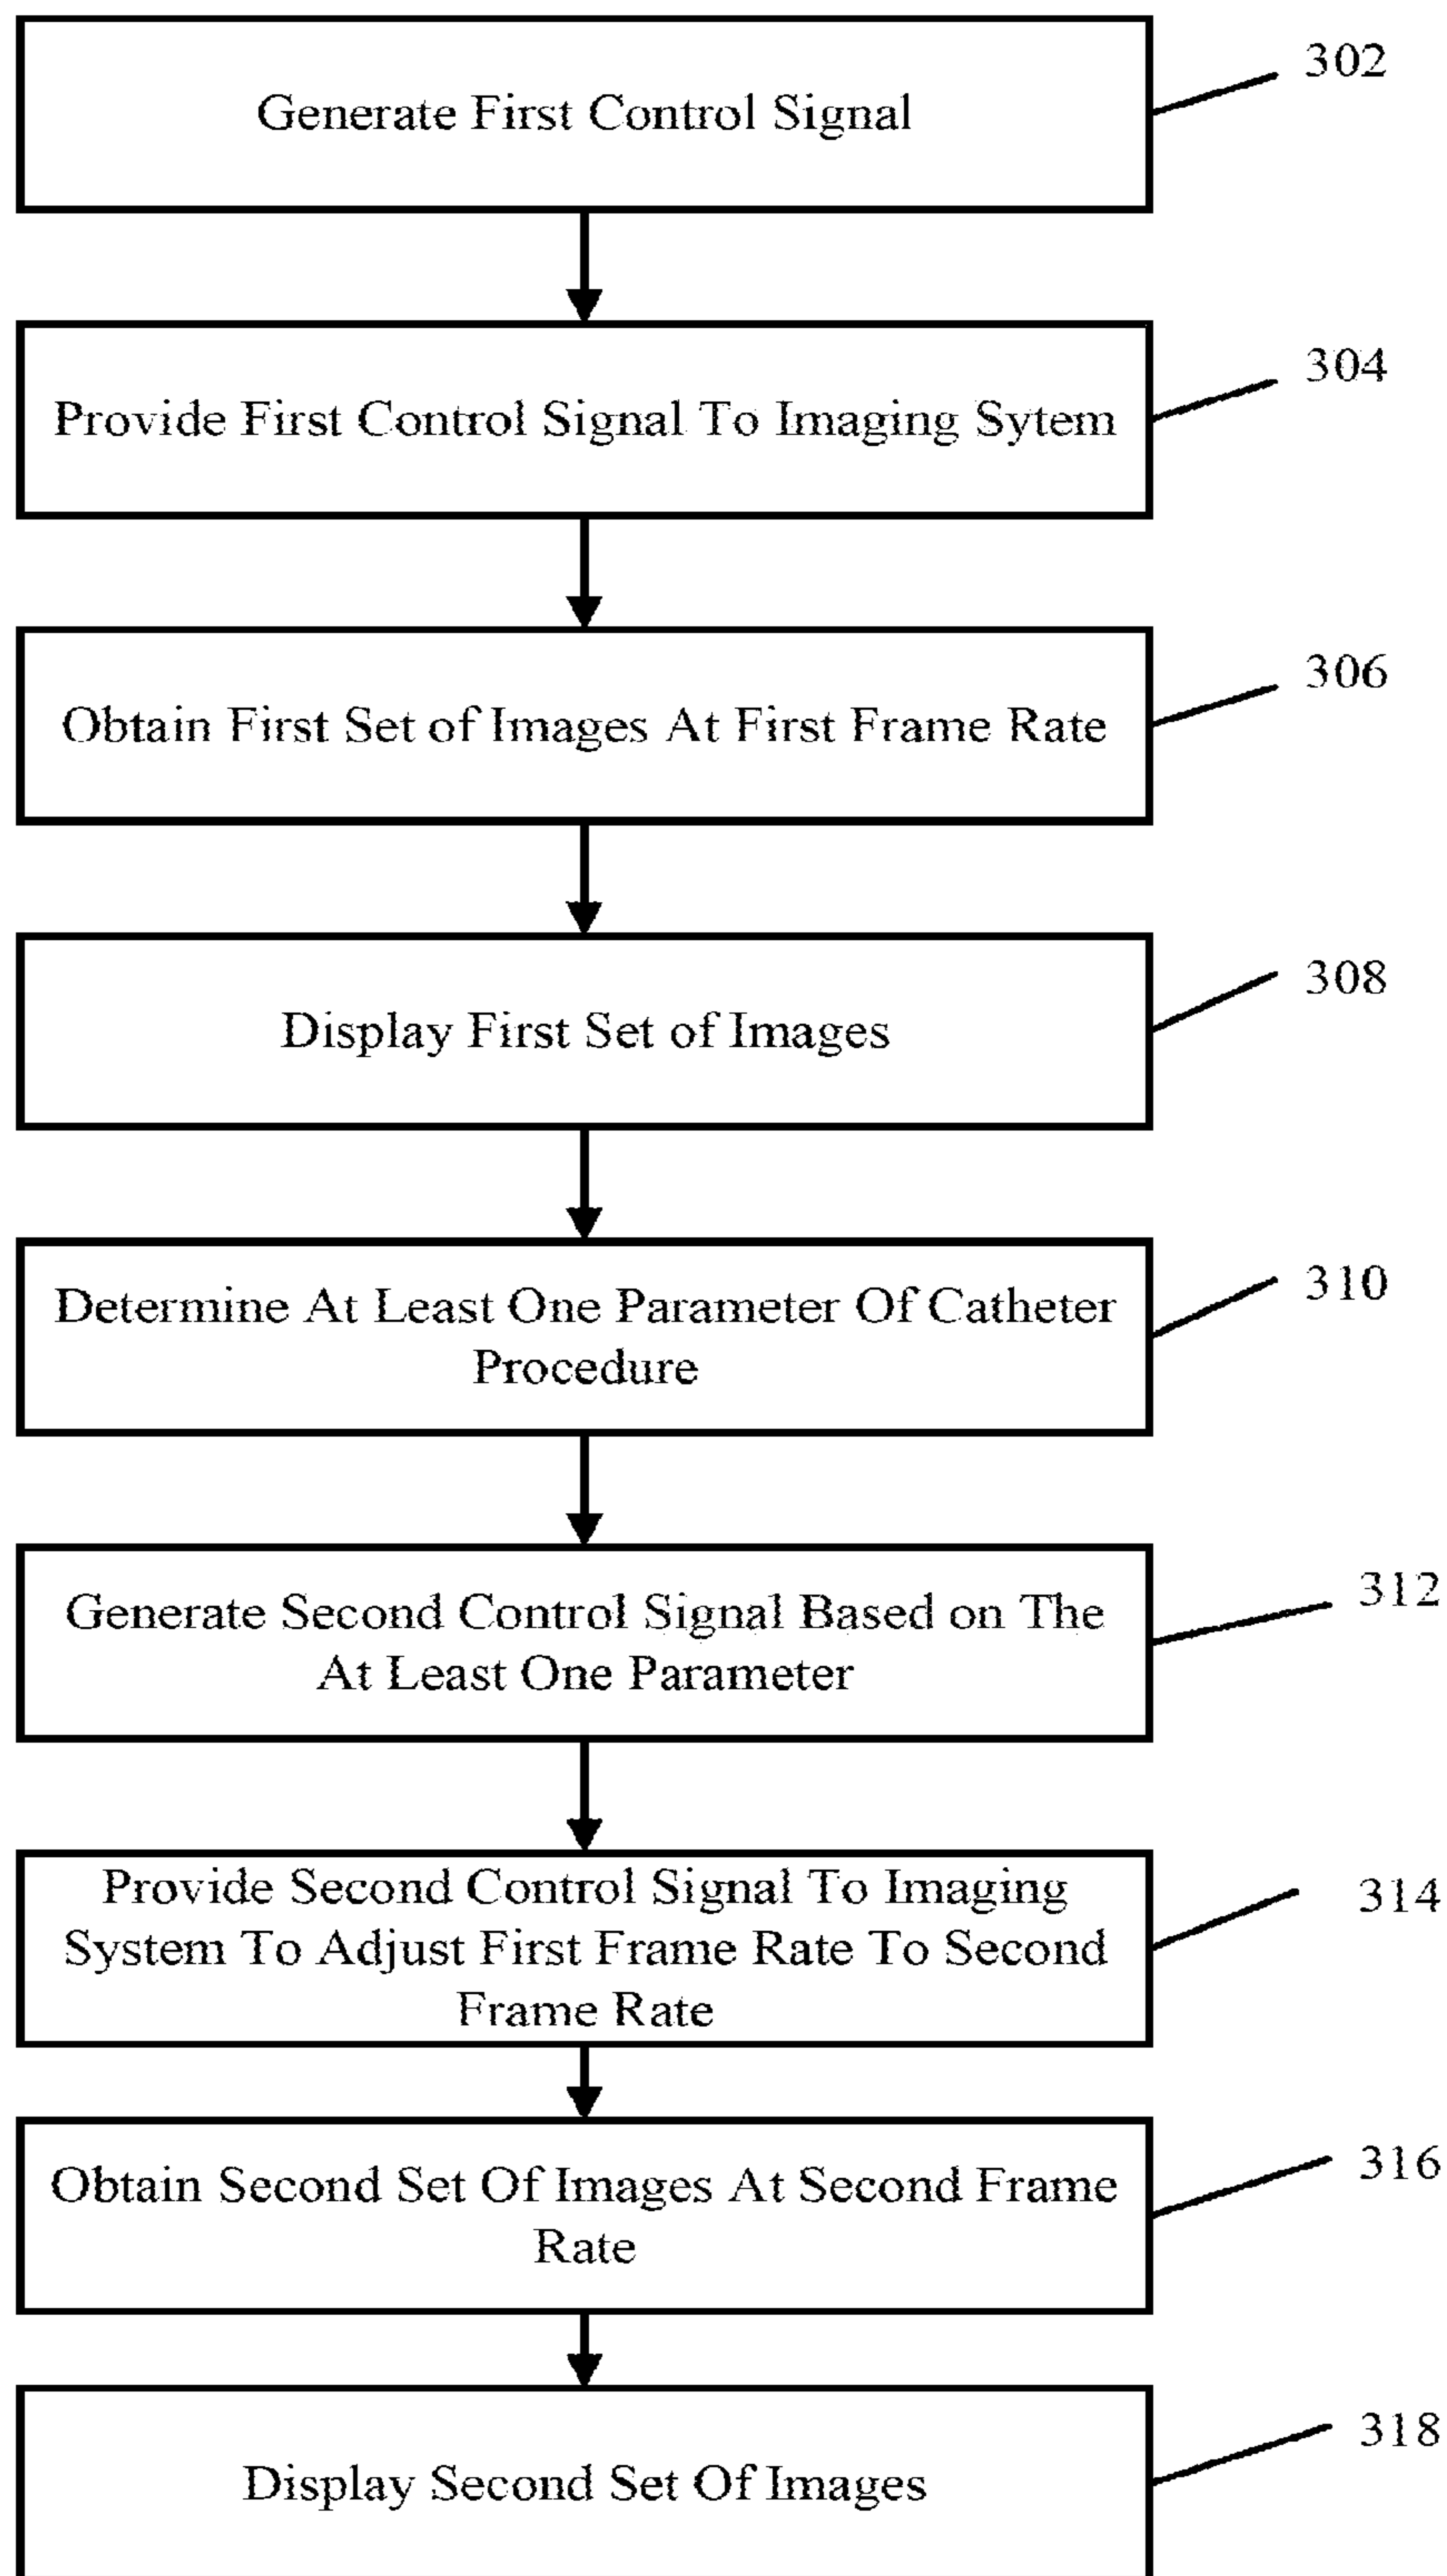 Generate First Control Signal
302
Provide First Control Signal To Imaging Sytem
304
Obtain First Set of Images At First Frame Rate
306
Display First Set of Images
308
Determine At Least One Parameter Of Catheter
Procedure
310
Generate Second Control Signal Based on The
At Least One Parameter
312
Provide Second Control Signal To Imaging
System To Adjust First Frame Rate To Second
Frame Rate
314
Obtain Second Set Of Images At Second Frame
Rate
316
Display Second Set Of Images
318